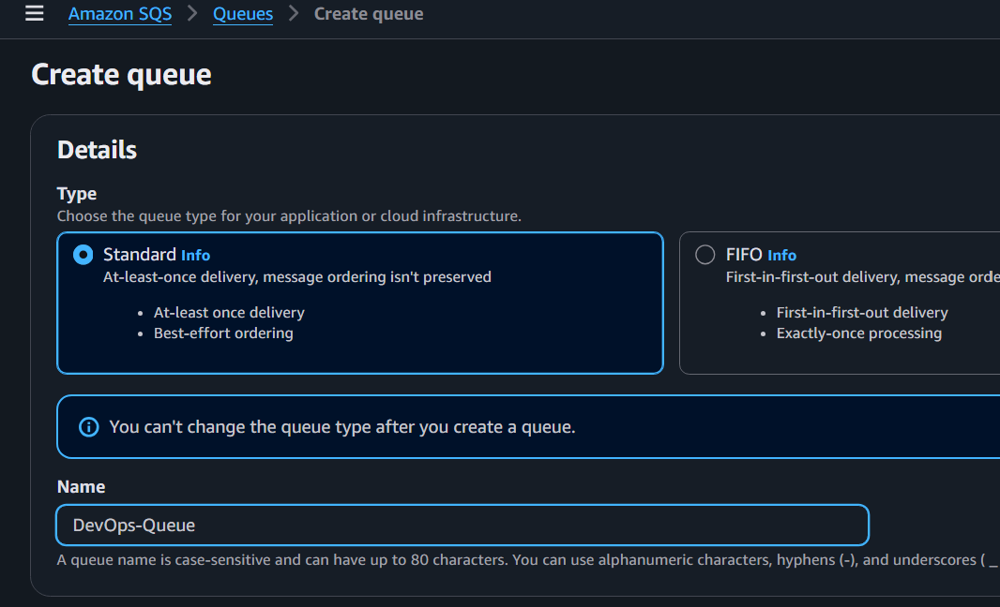 Amazon SQS > Queues > Create queue
Create queue
Details
Type
Choose the queue type for your application or cloud infrastructure.
Standard Info
At-least-once delivery, message ordering isn't preserved
• At-least once delivery
• Best-effort ordering
FIFO Info
First-in-first-out delivery, message
• First-in-first-out delivery
• Exactly-once processing
You can't change the queue type after you create a queue.
Name
DevOps-Queue
A queue name is case-sensitive and can have up to 80 characters. You can use alphanumeric characters, hyphens (-), and underscores ( _